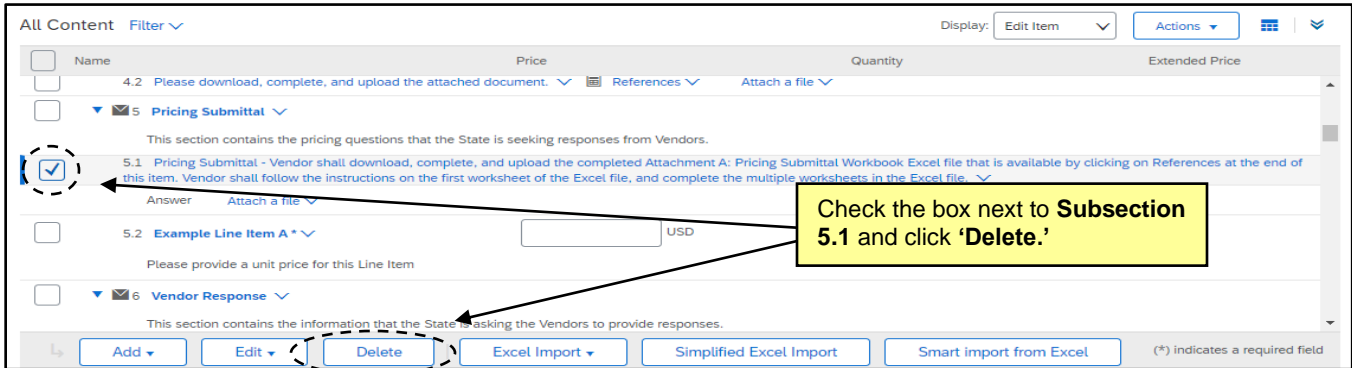 All Content Filter
Display: Edit Item Actions
Name Price Quantity Extended Price
4.2 Please download, complete, and upload the attached document. References Attach a file
5 Pricing Submittal
This section contains the pricing questions that the State is seeking responses from Vendors.
5.1 Pricing Submittal - Vendor shall download, complete, and upload the completed Attachment A: Pricing Submittal Workbook Excel file that is available by clicking on References at the end of
this item. Vendor shall follow the instructions on the first worksheet of the Excel file, and complete the multiple worksheets in the Excel file.
Answer Attach a file
Check the box next to Subsection
5.1 and click ‘Delete.’
5.2 Example Line Item A * USD
Please provide a unit price for this Line Item
6 Vendor Response
This section contains the information that the State is asking the Vendors to provide responses.
Add Edit Delete Excel Import Simplified Excel Import Smart import from Excel (*) indicates a required field